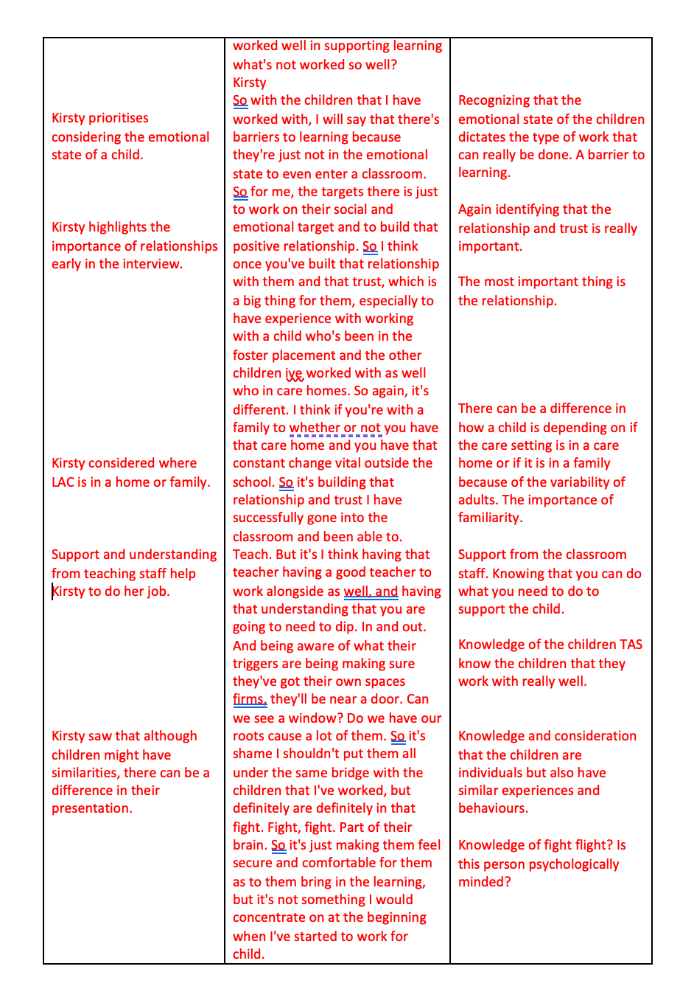 worked well in supporting learning
what's not worked so well?
Kirsty
So with the children that I have
worked with, I will say that there's
barriers to learning because
they're just not in the emotional
state to even enter a classroom.
So for me, the targets there is just
to work on their social and
emotional target and to build that
positive relationship. So I think
once you've built that relationship
with them and that trust, which is
a big thing for them, especially to
have experience with working
with a child who's been in the
foster placement and the other
children ive worked with as well
who in care homes. So again, it's
different. I think if you're with a
family to whether or not you have
that care home and you have that
constant change vital outside the
school. So it's building that
relationship and trust I have
successfully gone into the
classroom and been able to.
Teach. But it's I think having that
teacher having a good teacher to
work alongside as well, and having
that understanding that you are
going to need to dip. In and out.
And being aware of what their
triggers are being making sure
they've got their own spaces
firms, they'll be near a door. Can
we see a window? Do we have our
roots cause a lot of them. So it's
shame I shouldn't put them all
under the same bridge with the
children that I've worked, but
definitely are definitely in that
fight. Fight, fight. Part of their
brain. So it's just making them feel
secure and comfortable for them
as to them bring in the learning,
but it's not something I would
concentrate on at the beginning
when I've started to work for
child.
Kirsty prioritises
considering the emotional
state of a child.
Kirsty highlights the
importance of relationships
early in the interview.
Kirsty considered where
LAC is in a home or family.
Support and understanding
from teaching staff help
Kirsty to do her job.
Kirsty saw that although
children might have
similarities, there can be a
difference in their
presentation.
Recognizing that the
emotional state of the children
dictates the type of work that
can really be done. A barrier to
learning.
Again identifying that the
relationship and trust is really
important.
The most important thing is
the relationship.
There can be a difference in
how a child is depending on if
the care setting is in a care
home or if it is in a family
because of the variability of
adults. The importance of
familiarity.
Support from the classroom
staff. Knowing that you can do
what you need to do to
support the child.
Knowledge of the children TAS
know the children that they
work with really well.
Knowledge and consideration
that the children are
individuals but also have
similar experiences and
behaviours.
Knowledge of fight flight? Is
this person psychologically
minded?